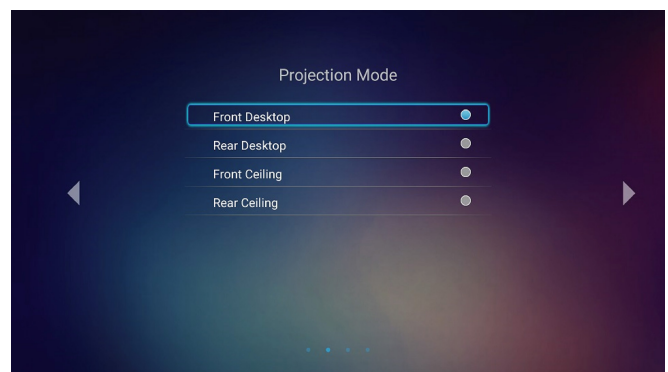 Projection Mode
Front Desktop
Rear Desktop
Front Ceiling
Rear Ceiling